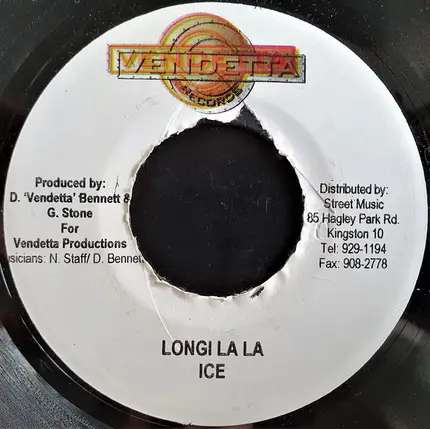 VENDETTA
RECORDS
Produced by:
D. 'Vendetta' Bennett &
G. Stone
For
Vendetta Productions
usicians: N. Staff/ D. Bennet
Distributed by:
Street Music
85 Hagley Park Rd.
Kingston 10
Tel: 929-1194
Fax: 908-2778
LONGI LA LA
ICE